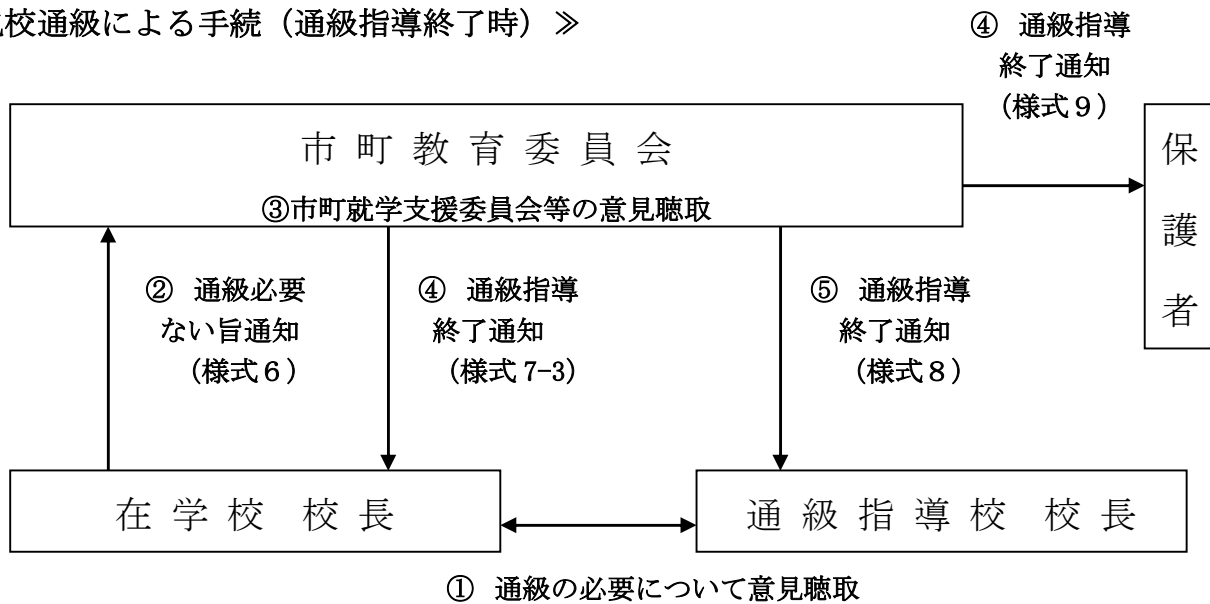 校通級による手続（通級指導終了時）≫
④ 通級指導
終了通知
（様式９）
市町教育委員会
③市町就学支援委員会等の意見聴取
保護者
② 通級必要
ない旨通知
（様式６）
④ 通級指導
終了通知
（様式 7-3）
⑤ 通級指導
終了通知
（様式８）
在学校 校長
通級指導校 校長
① 通級の必要について意見聴取